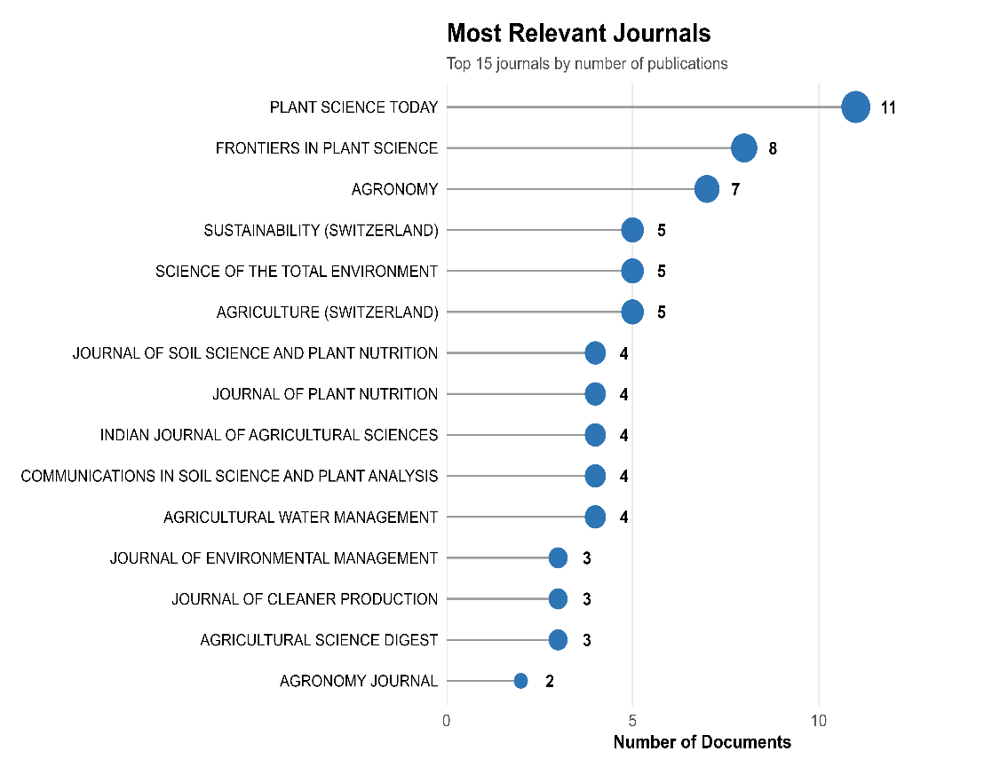 Most Relevant Journals
Top 15 journals by number of publications
PLANT SCIENCE TODAY 11
FRONTIERS IN PLANT SCIENCE 8
AGRONOMY 7
SUSTAINABILITY (SWITZERLAND) 5
SCIENCE OF THE TOTAL ENVIRONMENT 5
AGRICULTURE (SWITZERLAND) 5
JOURNAL OF SOIL SCIENCE AND PLANT NUTRITION 4
JOURNAL OF PLANT NUTRITION 4
INDIAN JOURNAL OF AGRICULTURAL SCIENCES 4
COMMUNICATIONS IN SOIL SCIENCE AND PLANT ANALYSIS 4
AGRICULTURAL WATER MANAGEMENT 4
JOURNAL OF ENVIRONMENTAL MANAGEMENT 3
JOURNAL OF CLEANER PRODUCTION 3
AGRICULTURAL SCIENCE DIGEST 3
AGRONOMY JOURNAL 2
0 5 10
Number of Documents